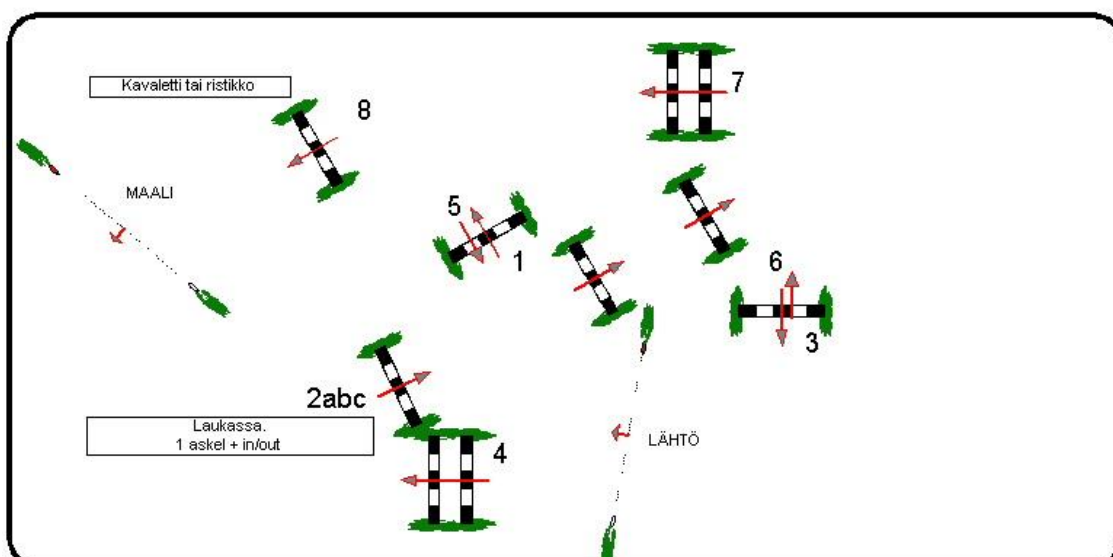 Kavaletti tai ristikko
8
7
MAALI
5
1
6
3
2abc
Laukassa.
1 askel + in/out
4
LÄHTÖ